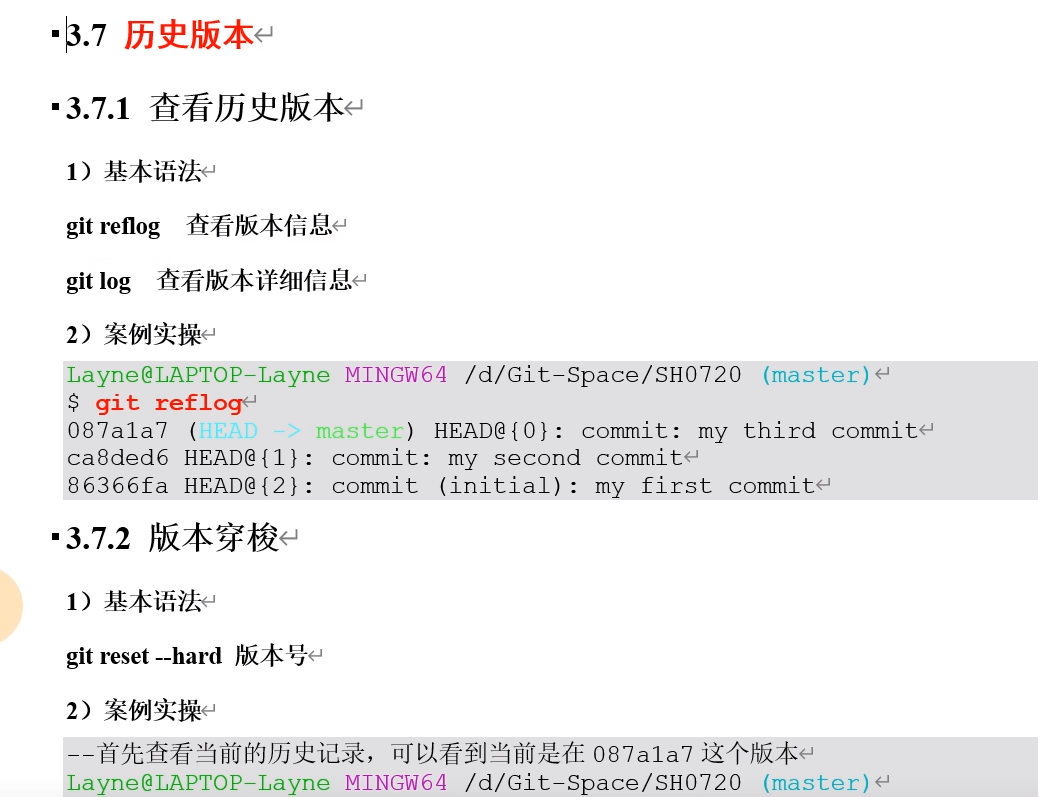 3.7 历史版本
3.7.1 查看历史版本
1）基本语法
git reflog 查看版本信息
git log 查看版本详细信息
2）案例实操
Layne@LAPTOP-Layne MINGW64 /d/Git-Space/SH0720 (master)
$ git reflog
087a1a7 (HEAD -> master) HEAD@{0}: commit: my third commit
ca8ded6 HEAD@{1}: commit: my second commit
86366fa HEAD@{2}: commit (initial): my first commit
3.7.2 版本穿梭
1）基本语法
git reset --hard 版本号
2）案例实操
--首先查看当前的历史记录，可以看到当前是在 087a1a7 这个版本
Layne@LAPTOP-Layne MINGW64 /d/Git-Space/SH0720 (master)